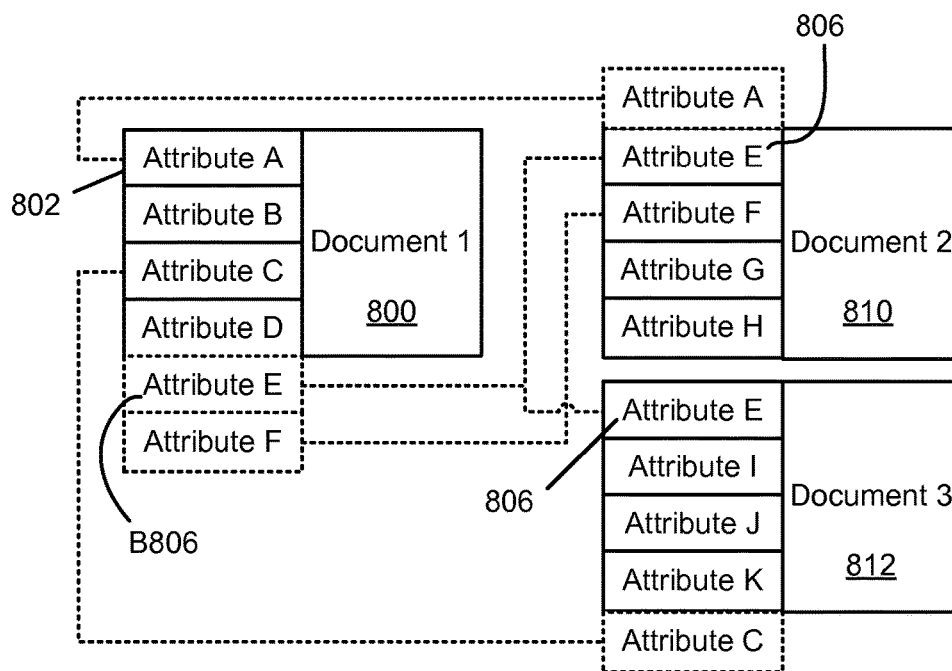 806
Attribute A
Attribute A
802
Attribute B
Attribute C
Attribute D
Attribute E
Attribute F
B806
Document 1
800
Attribute E
Attribute F
Attribute G
Attribute H
Document 2
810
Attribute E
806
Attribute I
Attribute J
Attribute K
Attribute C
Document 3
812